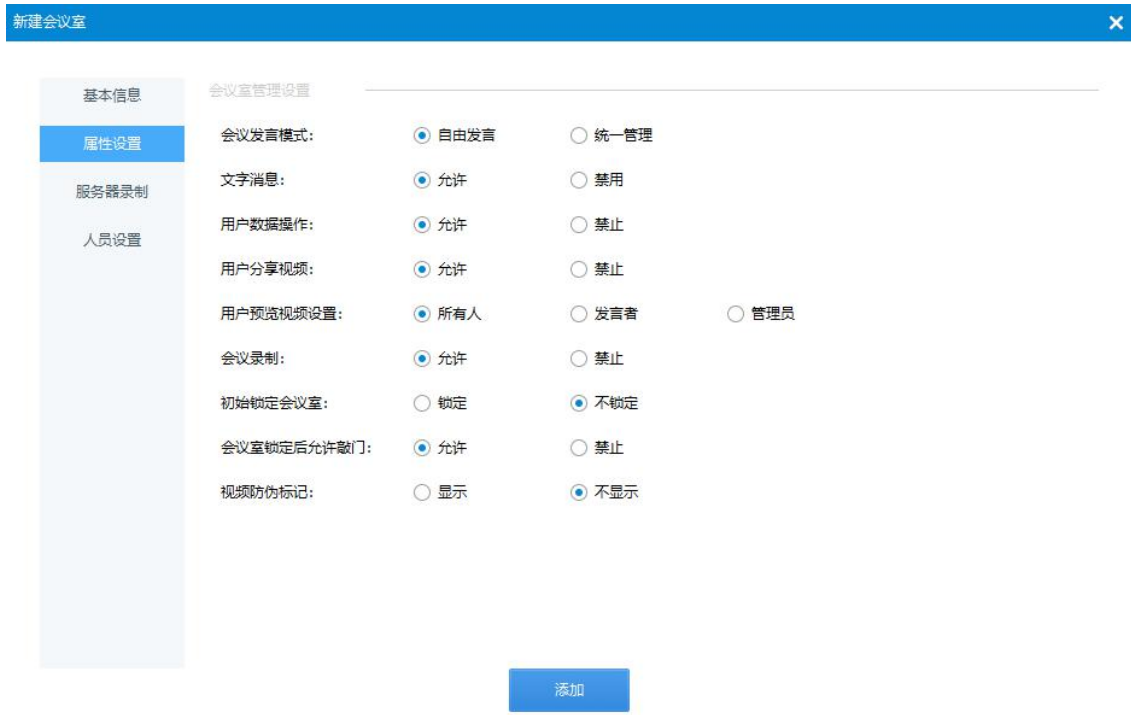 新建会议室
基本信息
属性设置
服务器录制
人员设置
会议室管理设置
会议发言模式: 自由发言 统一管理
文字消息: 允许 禁用
用户数据操作: 允许 禁止
用户分享视频: 允许 禁止
用户预览视频设置: 所有人 发言者 管理员
会议录制: 允许 禁止
初始锁定会议室: 锁定 不锁定
会议室锁定后允许敲门: 允许 禁止
视频防伪标记: 显示 不显示
添加